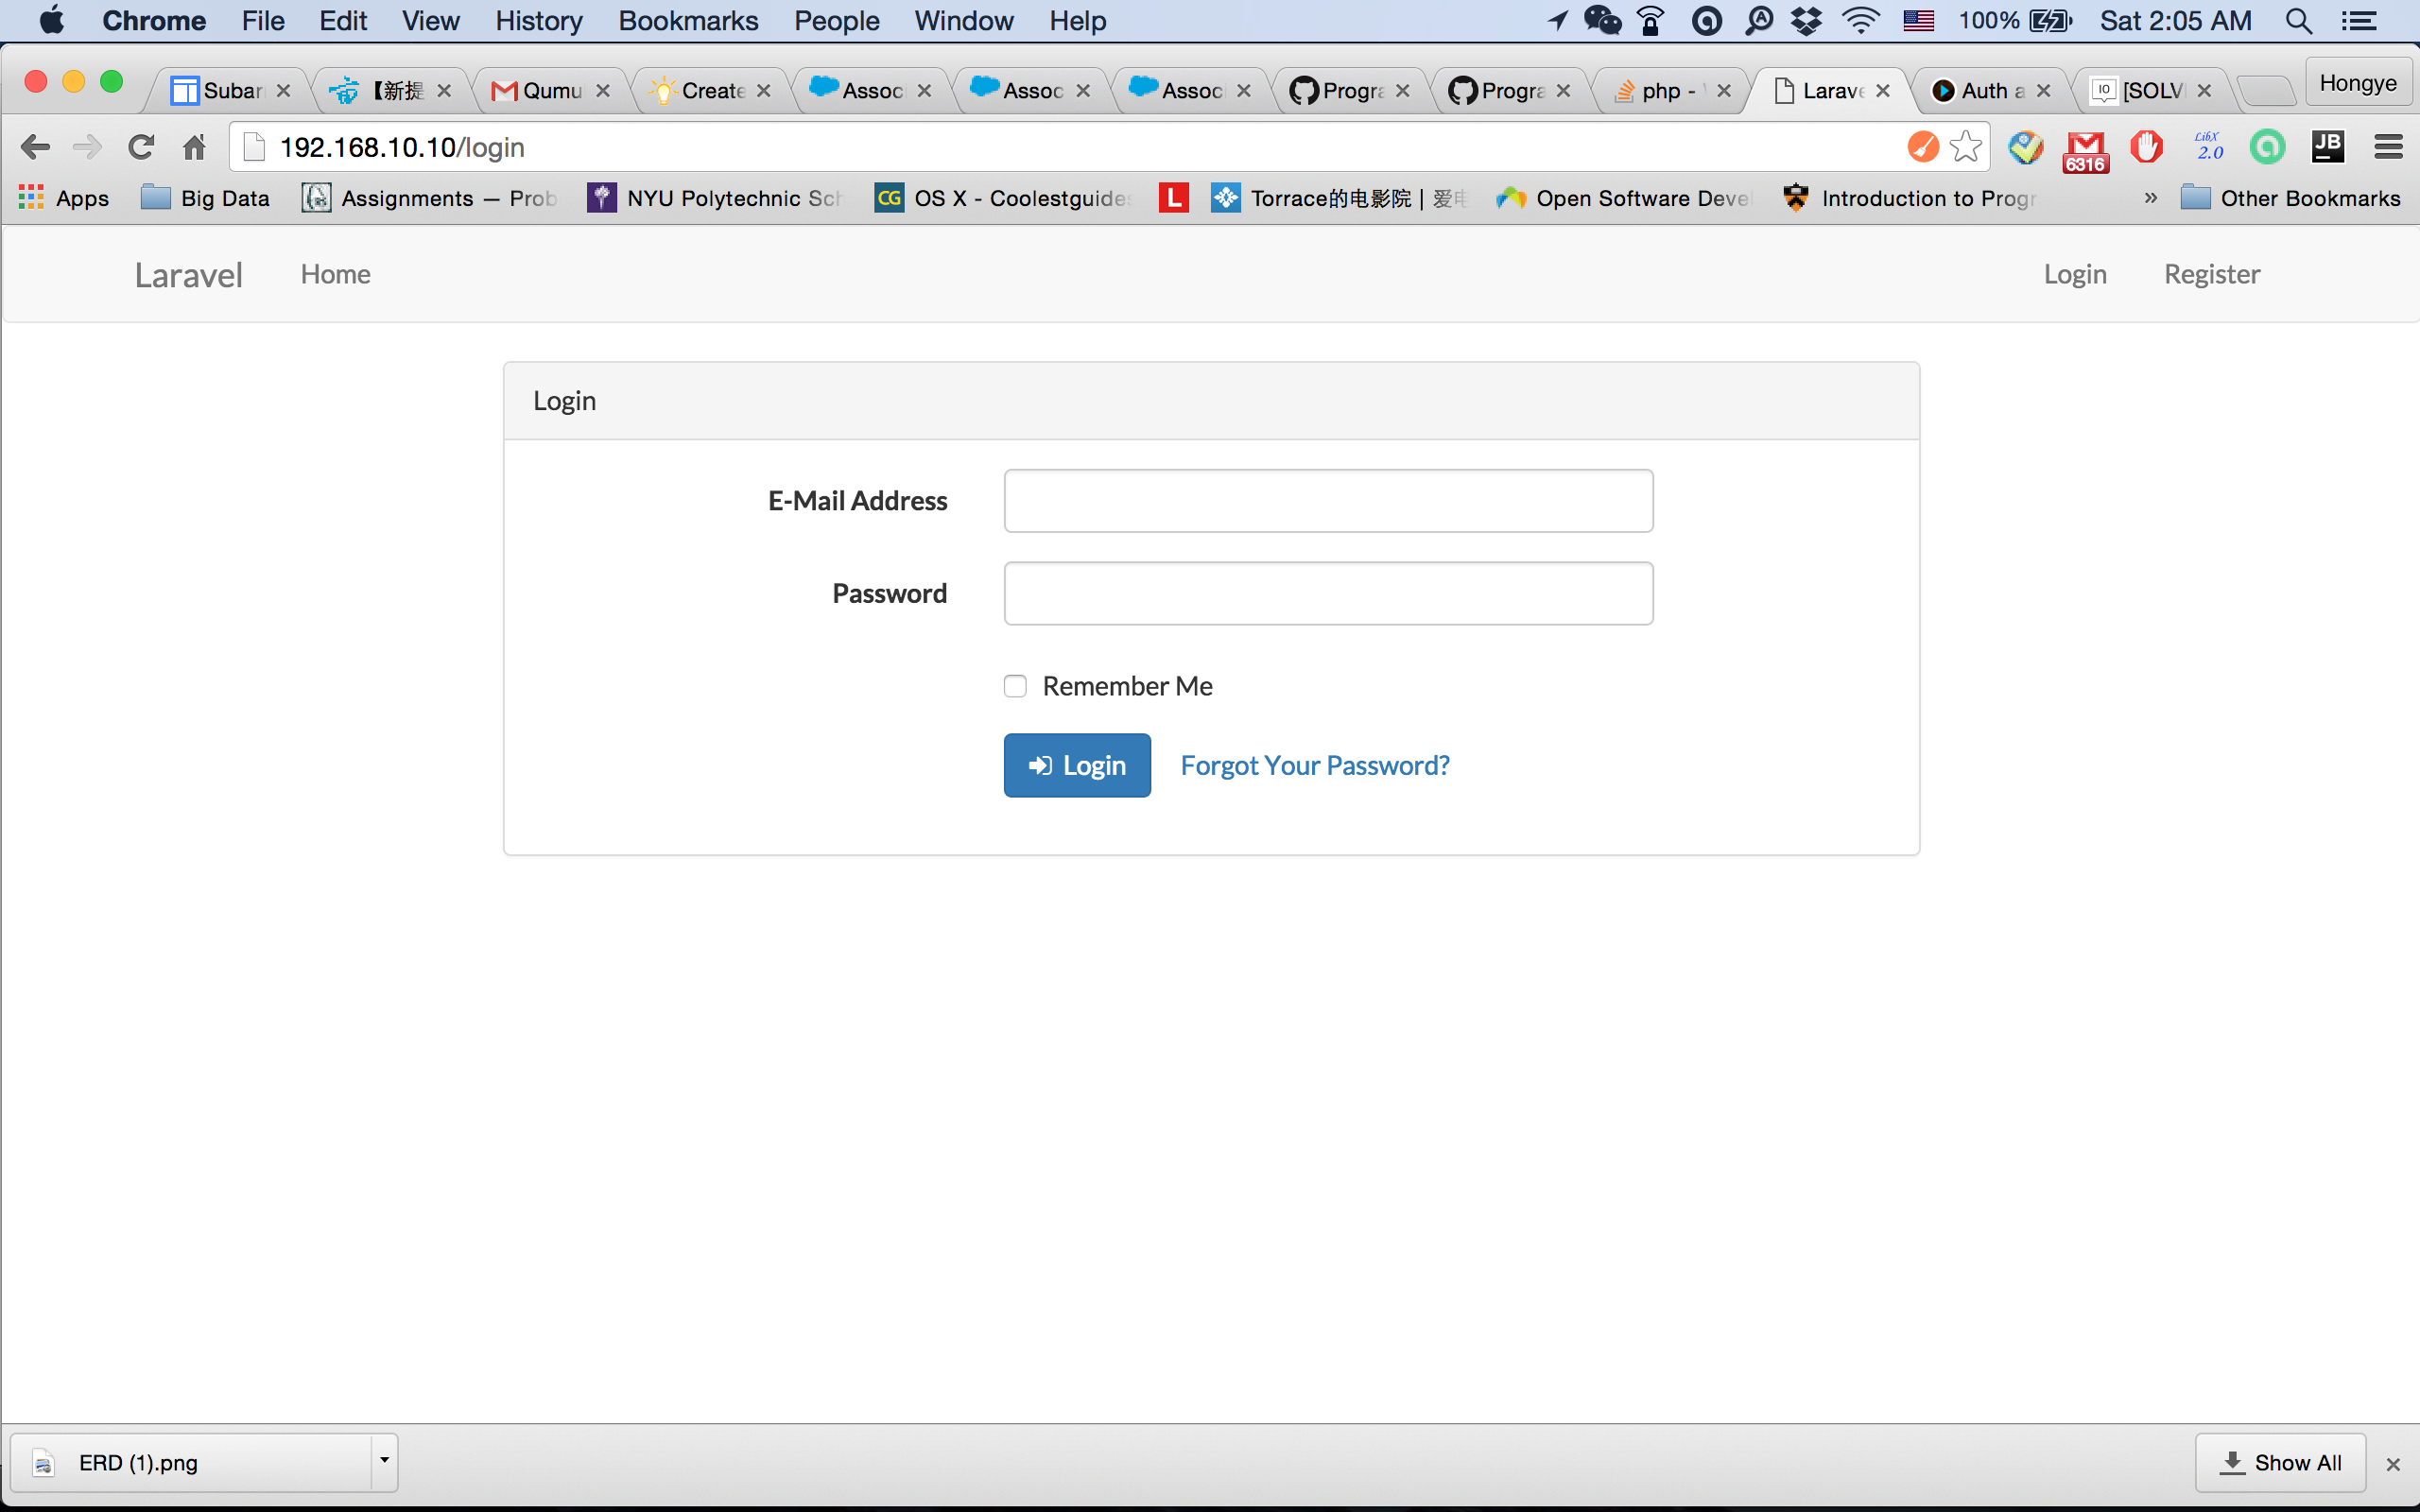 Chrome File Edit View History Bookmarks People Window Help 100% Sat 2:05 AM
Subar 【新提 Qumu Create Assoc Assoc Assoc Progra Progra php - Larave Auth a [SOLV Hongye
192.168.10.10/login 6316 LibX 2.0 JB
Apps Big Data Assignments — Prob NYU Polytechnic Sch CG OS X - Coolestguides L Torrace的电影院 | 爱电 Open Software Devel Introduction to Progr » Other Bookmarks
Laravel Home Login Register
Login
E-Mail Address
Password
Remember Me
Login Forgot Your Password?
ERD (1).png Show All